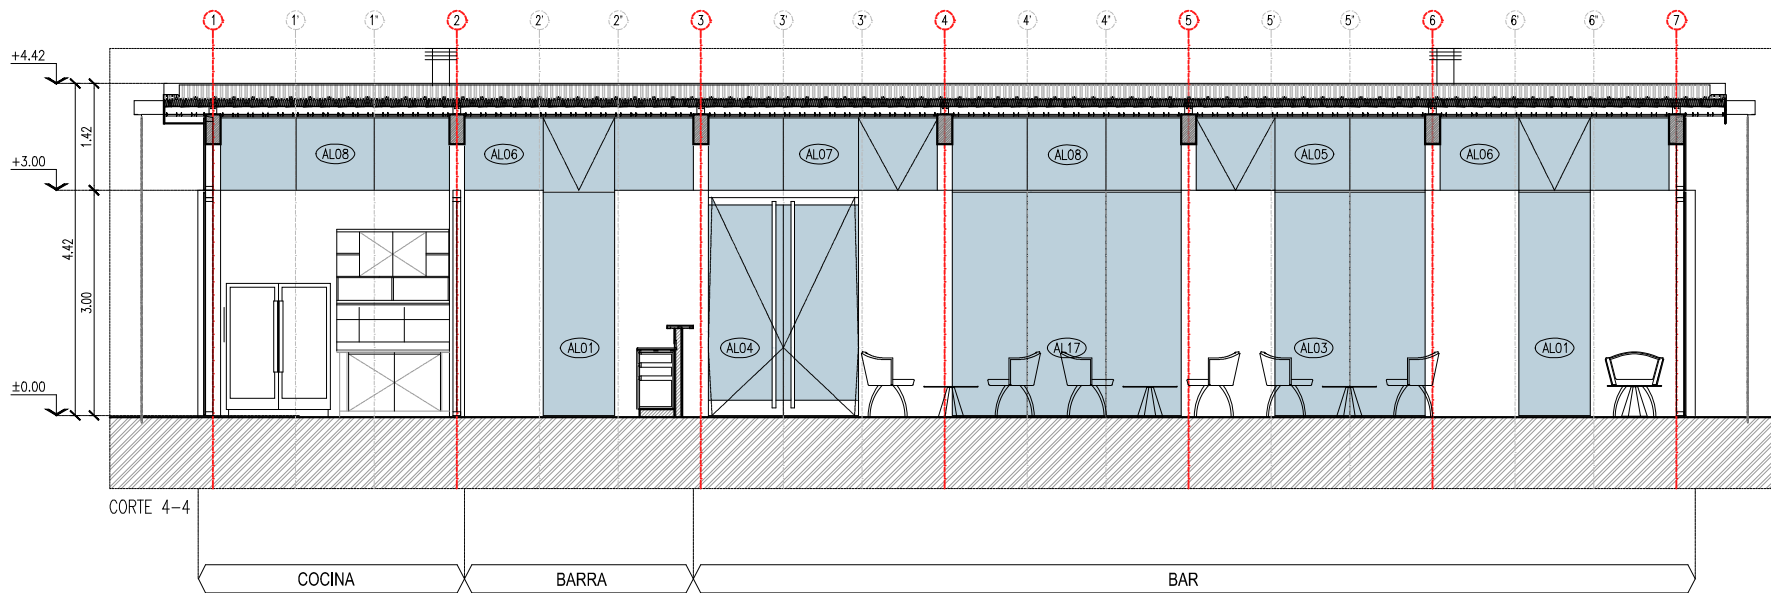 1 1' 1" 2 2' 2" 3 3' 3" 4 4' 4" 5 5' 5" 6 6' 6" 7
+4.42
1.42
+3.00
4.42
3.00
±0.00
AL08 AL06 AL07 AL08 AL05 AL06
AL01 AL04 AL17 AL03 AL01
CORTE 4-4
COCINA BARRA BAR